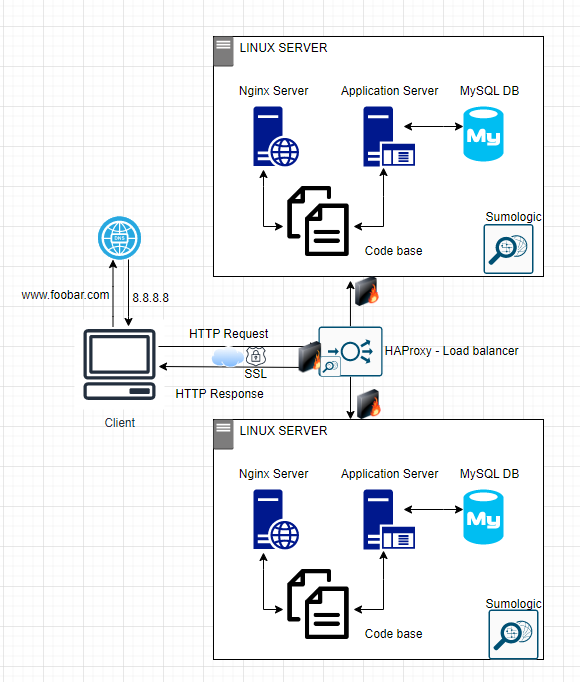 LINUX SERVER
Nginx Server
Application Server
MySQL DB
My
Code base
Sumologic
DNS
www.foobar.com
8.8.8.8
HTTP Request
SSL
HTTP Response
Client
HAProxy - Load balancer
LINUX SERVER
Nginx Server
Application Server
MySQL DB
My
Code base
Sumologic